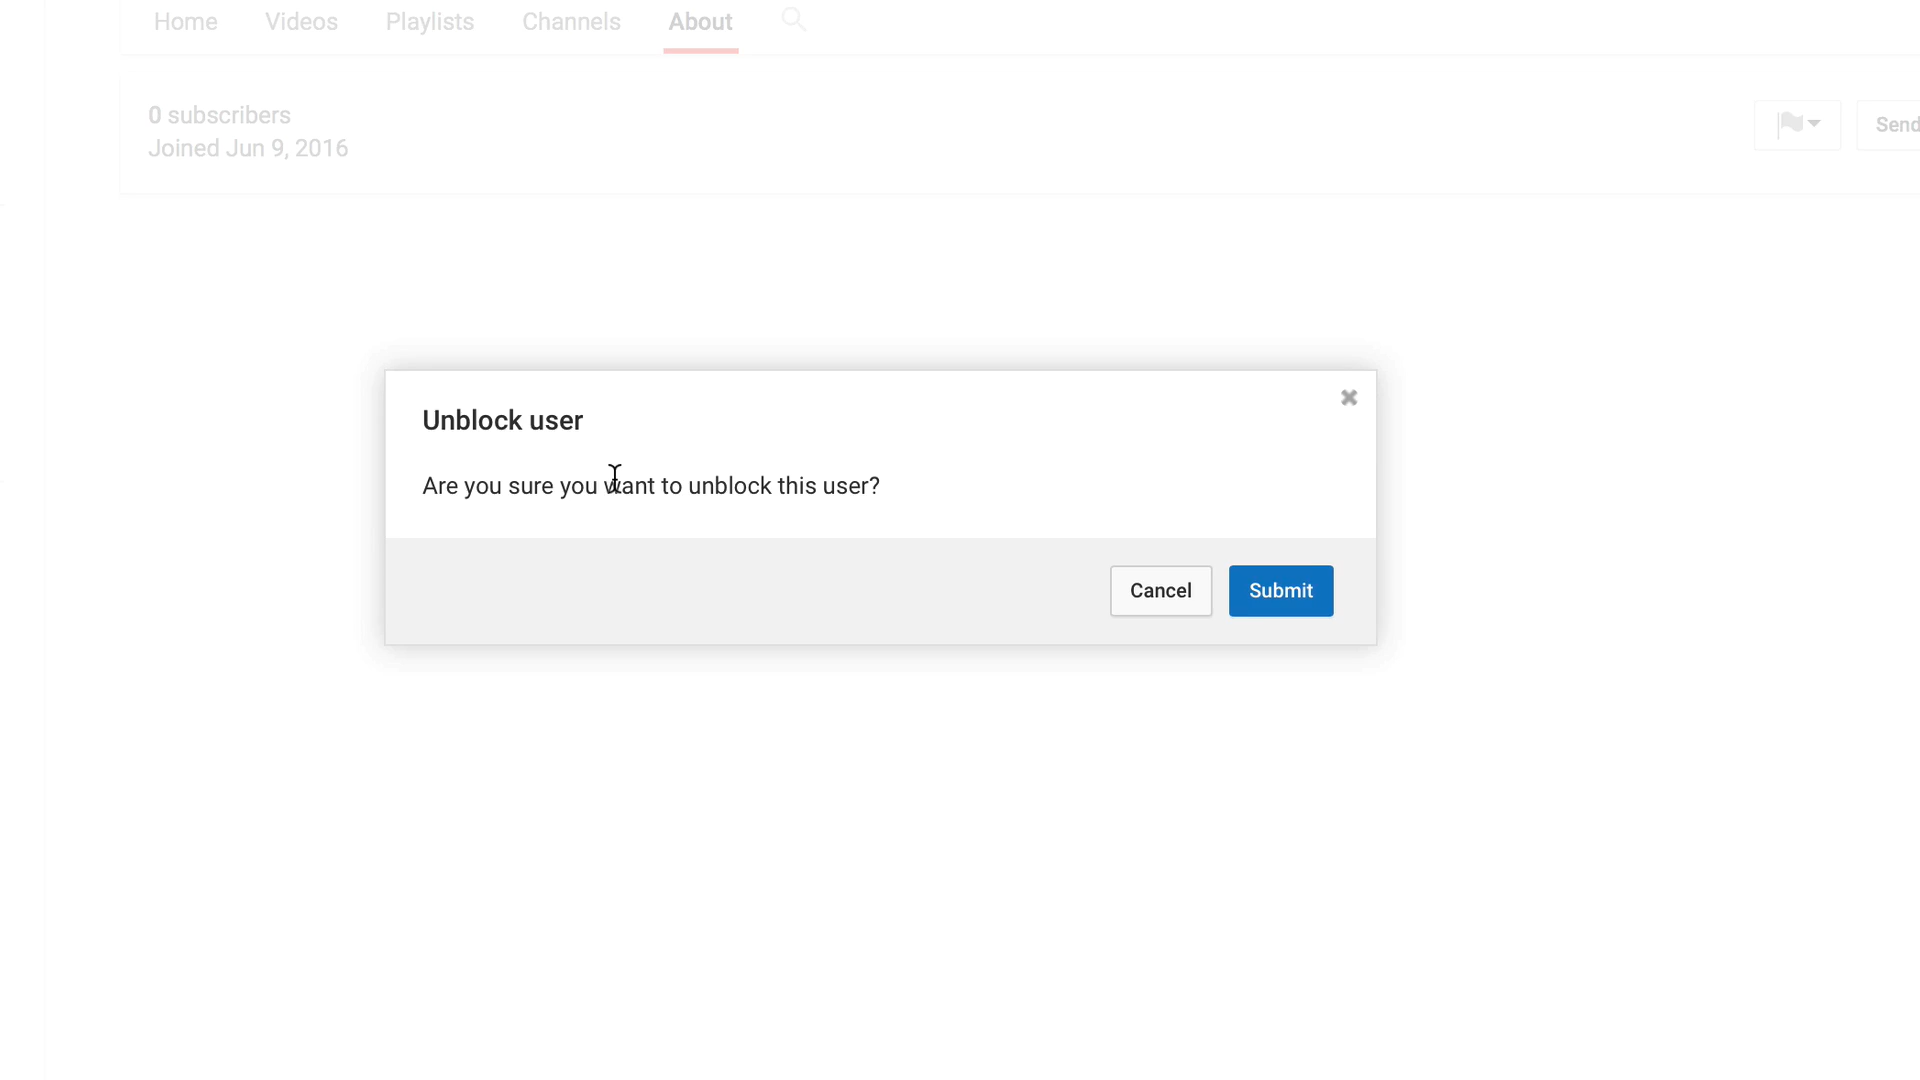 Home Videos Playlists Channels About
0 subscribers
Joined Jun 9, 2016
Send
Unblock user
Are you sure you want to unblock this user?
Cancel Submit